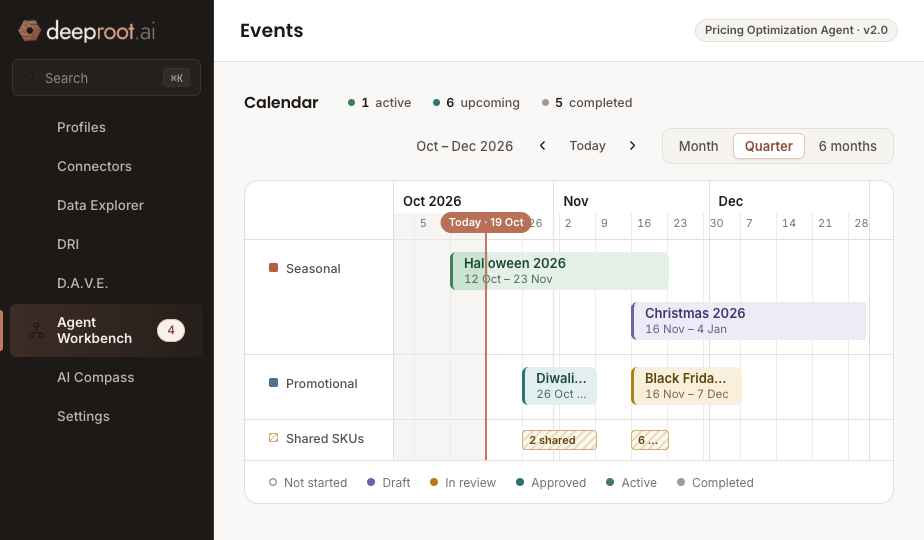 deeproot.ai
Search
⌘K
Profiles
Connectors
Data Explorer
DRI
D.A.V.E.
Agent
Workbench
4
AI Compass
Settings
Events
Pricing Optimization Agent · v2.0
Calendar
1 active
6 upcoming
5 completed
Oct – Dec 2026
Today
Month
Quarter
6 months
Oct 2026
Nov
Dec
5
Today · 19 Oct
26
2
9
16
23
30
7
14
21
28
Seasonal
Halloween 2026
12 Oct – 23 Nov
Christmas 2026
16 Nov – 4 Jan
Promotional
Diwali...
26 Oct ...
Black Frida...
16 Nov – 7 Dec
Shared SKUs
2 shared
6 ...
Not started
Draft
In review
Approved
Active
Completed